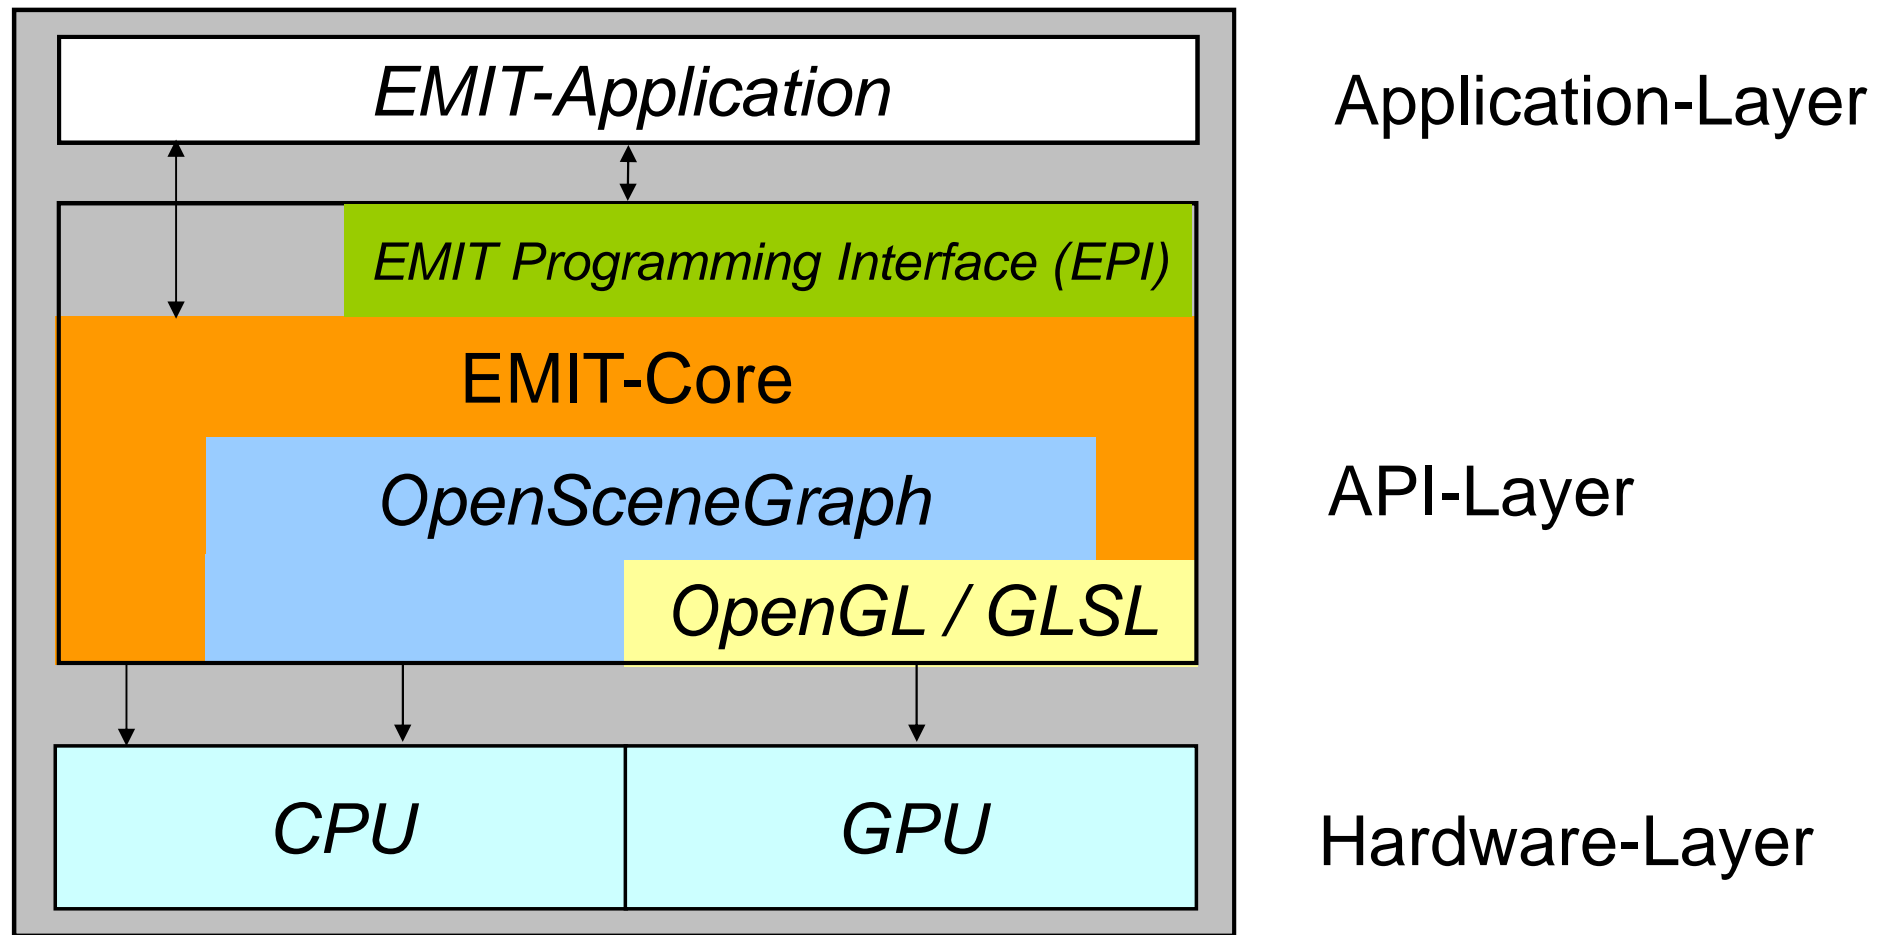 EMIT-Application
Application-Layer
EMIT Programming Interface (EPI)
EMIT-Core
OpenSceneGraph
API-Layer
OpenGL / GLSL
CPU
GPU
Hardware-Layer